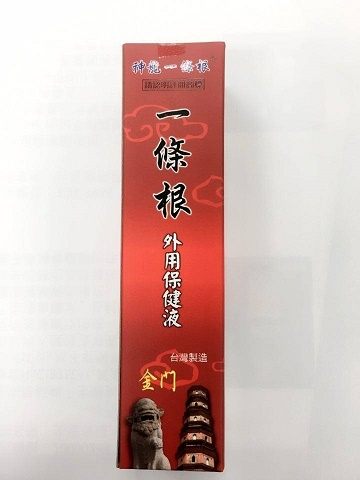 神龍一條根
一條根
外用保健液
台灣製造
金門